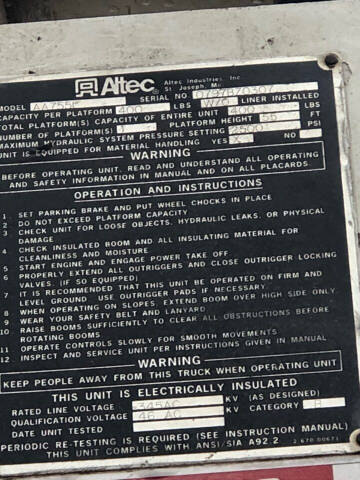 Altec Altec Industries, Inc.
St. Joseph, Mo.
MODEL AA755L SERIAL NO. 0787B70307
CAPACITY PER PLATFORM 400 LBS W/O LINER INSTALLED
TOTAL PLATFORM(S) CAPACITY OF ENTIRE UNIT 400 LBS
NUMBER OF PLATFORM(S) 1 PLATFORM HEIGHT 55 FT
MAXIMUM HYDRAULIC SYSTEM PRESSURE SETTING 2500 PSI
UNIT IS EQUIPPED FOR MATERIAL HANDLING YES X NO
WARNING
BEFORE OPERATING UNIT, READ AND UNDERSTAND ALL OPERATING
AND SAFETY INFORMATION IN MANUAL AND ON ALL PLACARDS.
OPERATION AND INSTRUCTIONS
1. SET PARKING BRAKE AND PUT WHEEL CHOCKS IN PLACE
2. DO NOT EXCEED PLATFORM CAPACITY
3. CHECK UNIT FOR LOOSE OBJECTS, HYDRAULIC LEAKS, OR PHYSICAL
DAMAGE
4. CHECK INSULATED BOOM AND ALL INSULATING MATERIAL FOR
CLEANLINESS AND MOISTURE
5. START ENGINE AND ENGAGE POWER TAKE OFF
6. PROPERLY EXTEND ALL OUTRIGGERS AND CLOSE OUTRIGGER LOCKING
VALVES. (IF SO EQUIPPED)
7. IT IS RECOMMENDED THAT THIS UNIT BE OPERATED ON FIRM AND
LEVEL GROUND. USE OUTRIGGER PADS IF NECESSARY.
8. WHEN OPERATING ON SLOPES, EXTEND BOOM OVER HIGH SIDE ONLY.
9. WEAR YOUR SAFETY BELT AND LANYARD
10. RAISE BOOMS SUFFICIENTLY TO CLEAR ALL OBSTRUCTIONS BEFORE
ROTATING BOOMS
11. OPERATE CONTROLS SLOWLY FOR SMOOTH MOVEMENTS
12. INSPECT AND SERVICE UNIT PER INSTRUCTIONS GIVEN IN MANUAL
WARNING
KEEP PEOPLE AWAY FROM THIS TRUCK WHEN OPERATING UNIT
THIS UNIT IS ELECTRICALLY INSULATED
RATED LINE VOLTAGE 345AC KV (AS DESIGNED)
QUALIFICATION VOLTAGE 46 AC KV CATEGORY B
DATE UNIT TESTED
PERIODIC RE-TESTING IS REQUIRED (SEE INSTRUCTION MANUAL)
THIS UNIT COMPLIES WITH ANSI/SIA A92.2 2 670 00671